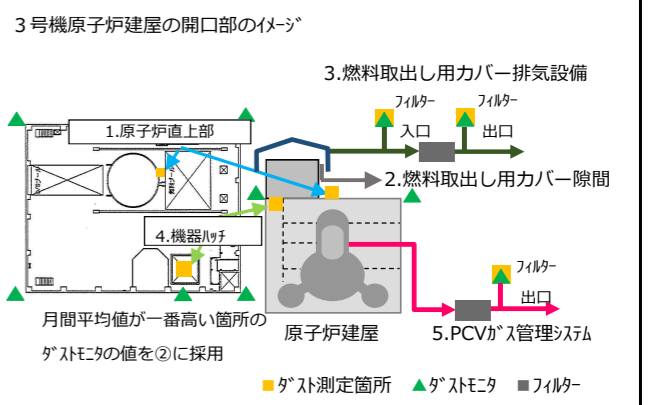 3号機原子炉建屋の開口部のｲﾒｰｼﾞ
3.燃料取出し用カバー排気設備
ﾌｨﾙﾀｰ
ﾌｨﾙﾀｰ
1.原子炉直上部
入口
出口
2.燃料取出し用カバー隙間
4.機器ﾊｯﾁ
ﾌｨﾙﾀｰ
出口
月間平均値が一番高い箇所の
ﾀﾞｽﾄﾓﾆﾀの値を②に採用
原子炉建屋
5.PCVｶﾞｽ管理ｼｽﾃﾑ
ﾀﾞｽﾄ測定箇所
ﾀﾞｽﾄﾓﾆﾀ
ﾌｨﾙﾀｰ